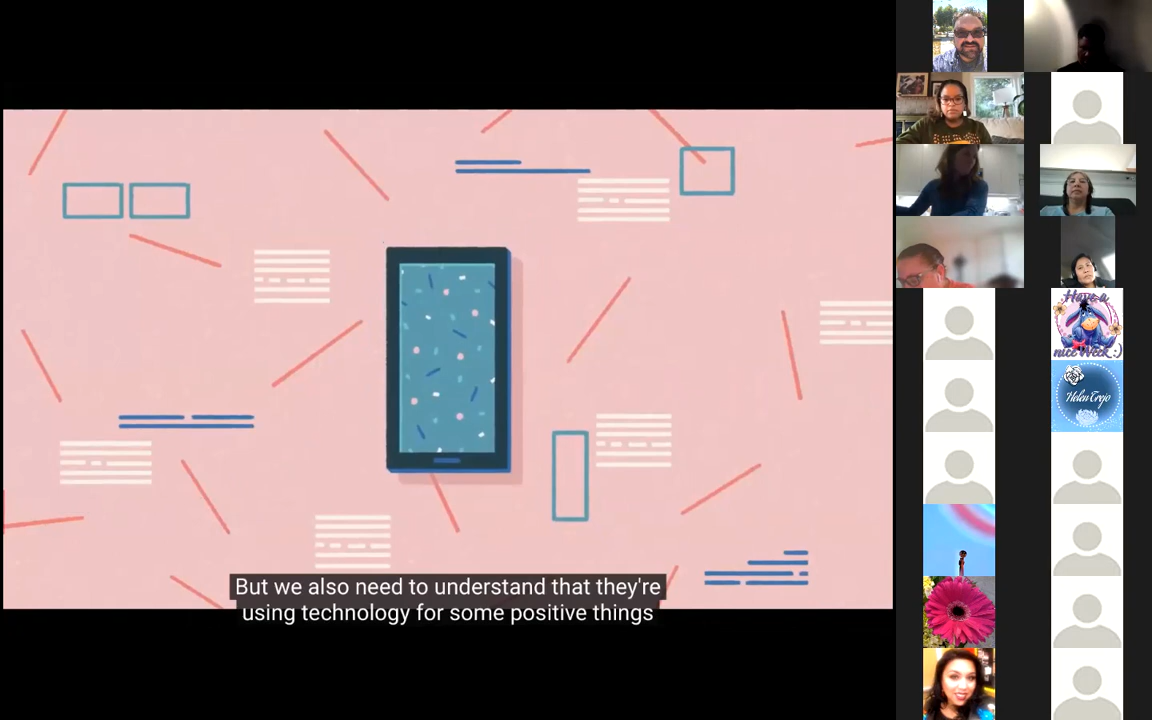 But we also need to understand that they're
using technology for some positive things
Have a
nice Week :)
Helen Trejo